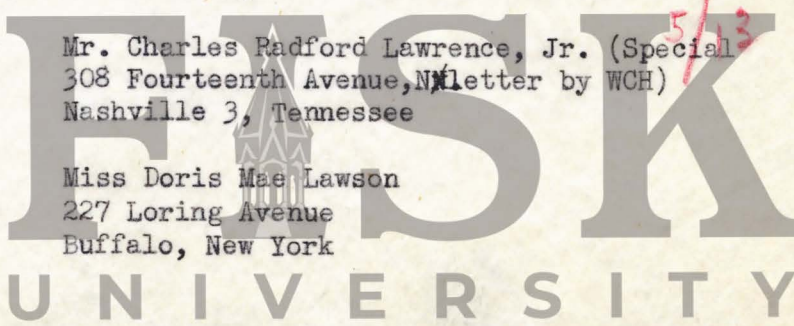 5/13
Mr. Charles Radford Lawrence, Jr. (Special
308 Fourteenth Avenue,N letter by WCH)
Nashville 3, Tennessee
Miss Doris Mae Lawson
227 Loring Avenue
Buffalo, New York
FISK
UNIVERSITY